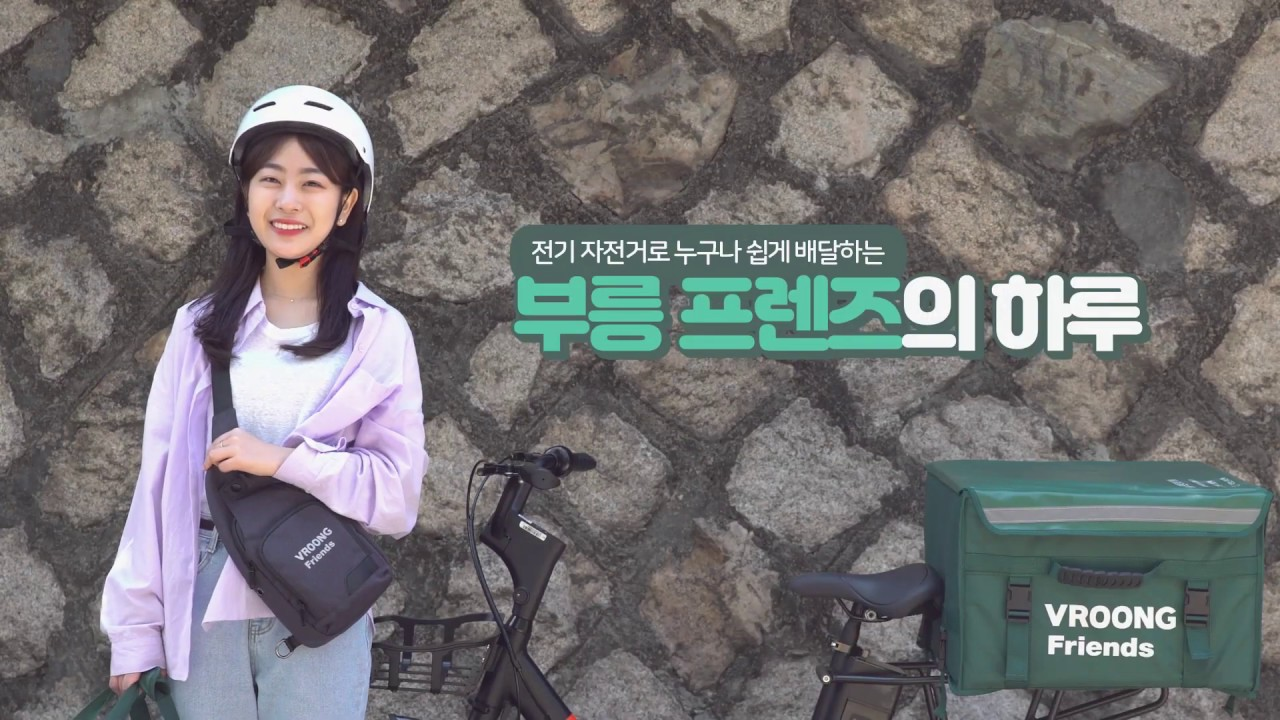 전기 자전거로 누구나 쉽게 배달하는
부릉 프렌즈의 하루
VROONG
Friends
VROONG
Friends